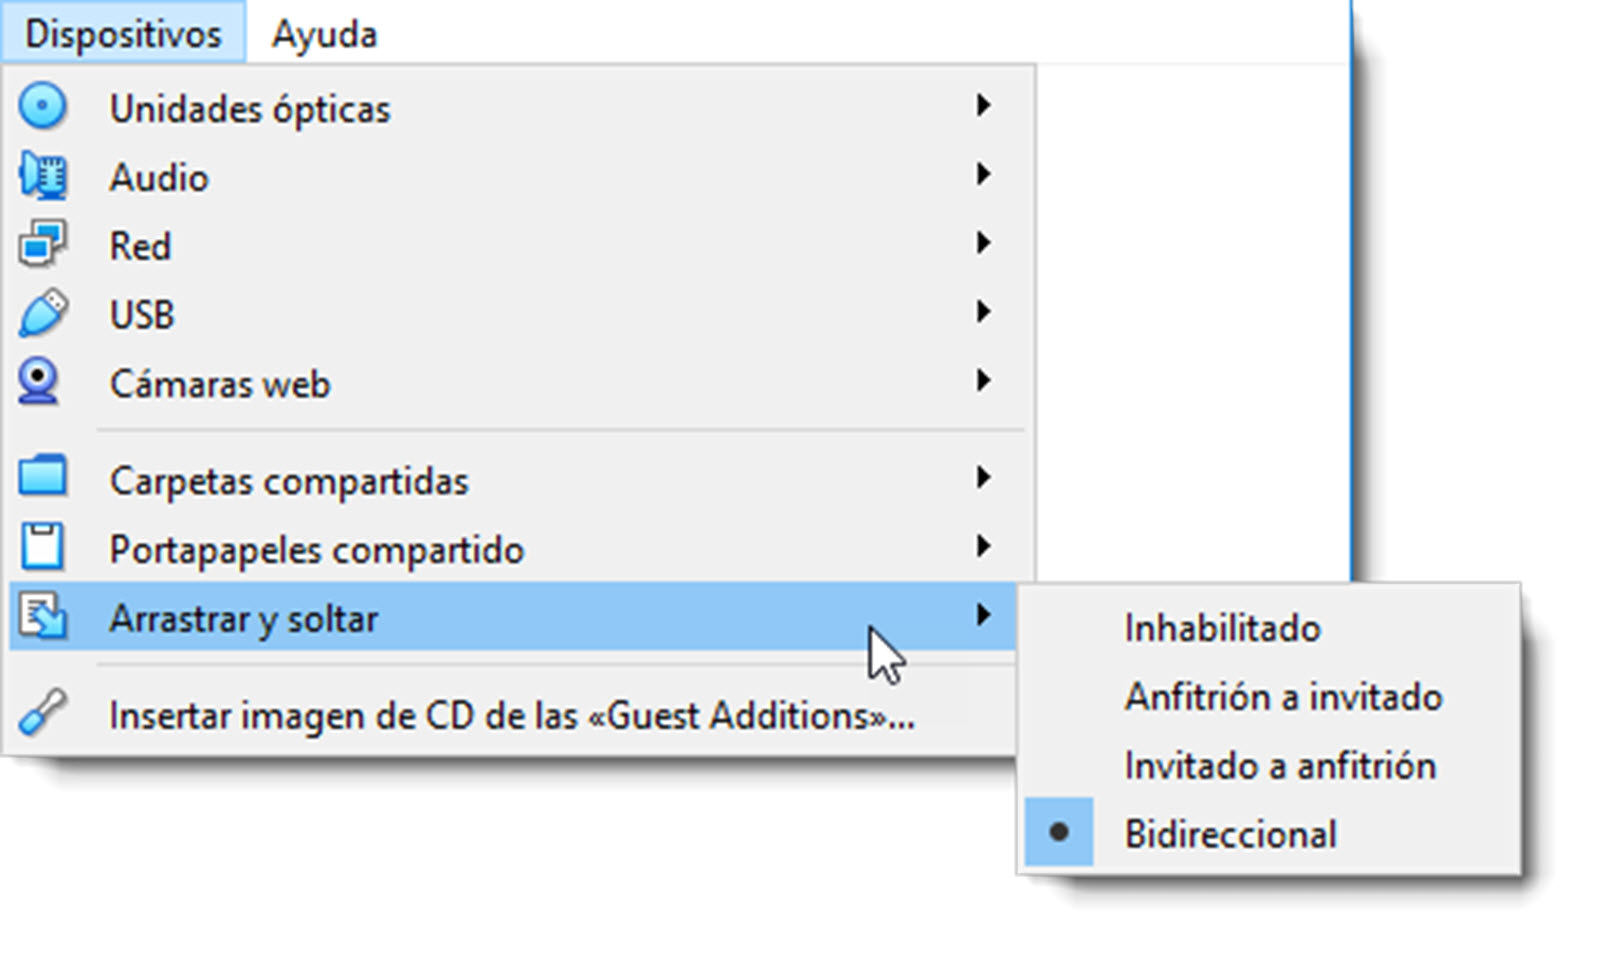 Dispositivos Ayuda
Unidades ópticas
Audio
Red
USB
Cámaras web
Carpetas compartidas
Portapapeles compartido
Arrastrar y soltar
Insertar imagen de CD de las «Guest Additions»...
Inhabilitado
Anfitrión a invitado
Invitado a anfitrión
Bidireccional